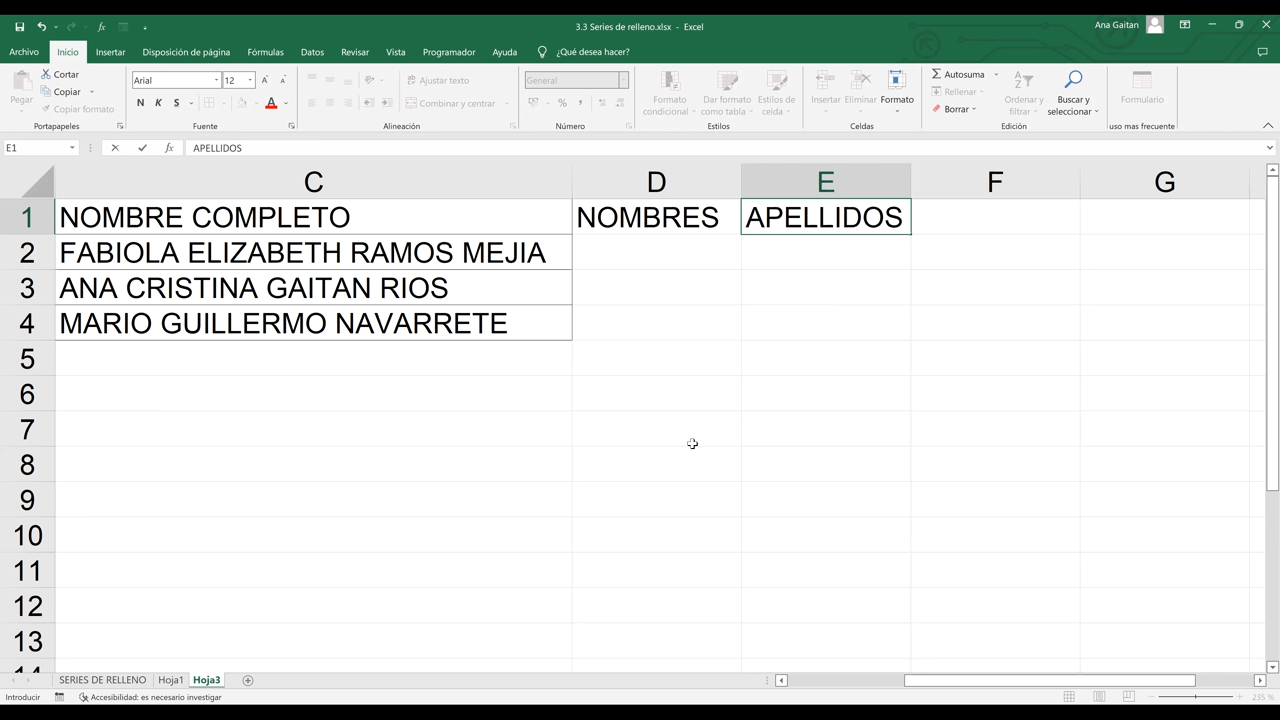 3.3 Series de relleno.xlsx - Excel
Ana Gaitan
Archivo Inicio Insertar Disposición de página Fórmulas Datos Revisar Vista Programador Ayuda ¿Qué desea hacer?
Pegar
Cortar
Copiar
Copiar formato
Portapapeles
Arial 12
N K S
Fuente
Ajustar texto
Combinar y centrar
Alineación
General
Número
Formato condicional
Dar formato como tabla
Estilos de celda
Estilos
Insertar Eliminar Formato
Celdas
Autosuma
Rellenar
Borrar
Ordenar y filtrar
Buscar y seleccionar
Edición
Formulario
uso mas frecuente
E1 fx APELLIDOS
C D E F G
1 NOMBRE COMPLETO NOMBRES APELLIDOS
2 FABIOLA ELIZABETH RAMOS MEJIA
3 ANA CRISTINA GAITAN RIOS
4 MARIO GUILLERMO NAVARRETE
5
6
7
8
9
10
11
12
13
14
SERIES DE RELLENO Hoja1 Hoja3
Introducir Accesibilidad: es necesario investigar 235 %